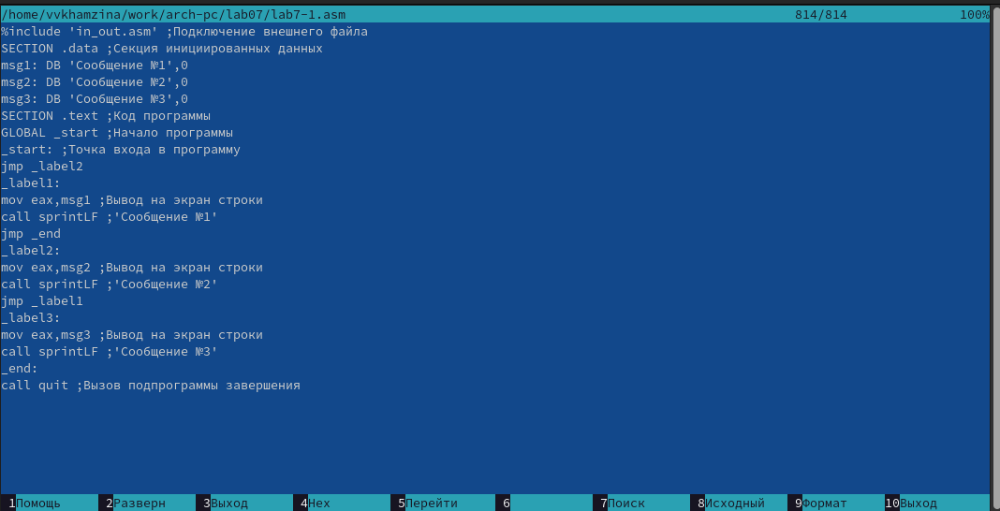 /home/vvkhamzina/work/arch-pc/lab07/lab7-1.asm 814/814 100%
%include 'in_out.asm' ;Подключение внешнего файла
SECTION .data ;Секция инициированных данных
msg1: DB 'Сообщение №1',0
msg2: DB 'Сообщение №2',0
msg3: DB 'Сообщение №3',0
SECTION .text ;Код программы
GLOBAL _start ;Начало программы
_start: ;Точка входа в программу
jmp _label2
_label1:
mov eax,msg1 ;Вывод на экран строки
call sprintLF ;'Сообщение №1'
jmp _end
_label2:
mov eax,msg2 ;Вывод на экран строки
call sprintLF ;'Сообщение №2'
jmp _label1
_label3:
mov eax,msg3 ;Вывод на экран строки
call sprintLF ;'Сообщение №3'
_end:
call quit ;Вызов подпрограммы завершения
1Помощь 2Разверн 3Выход 4Hex 5Перейти 6 7Поиск 8Исходный 9Формат 10Выход